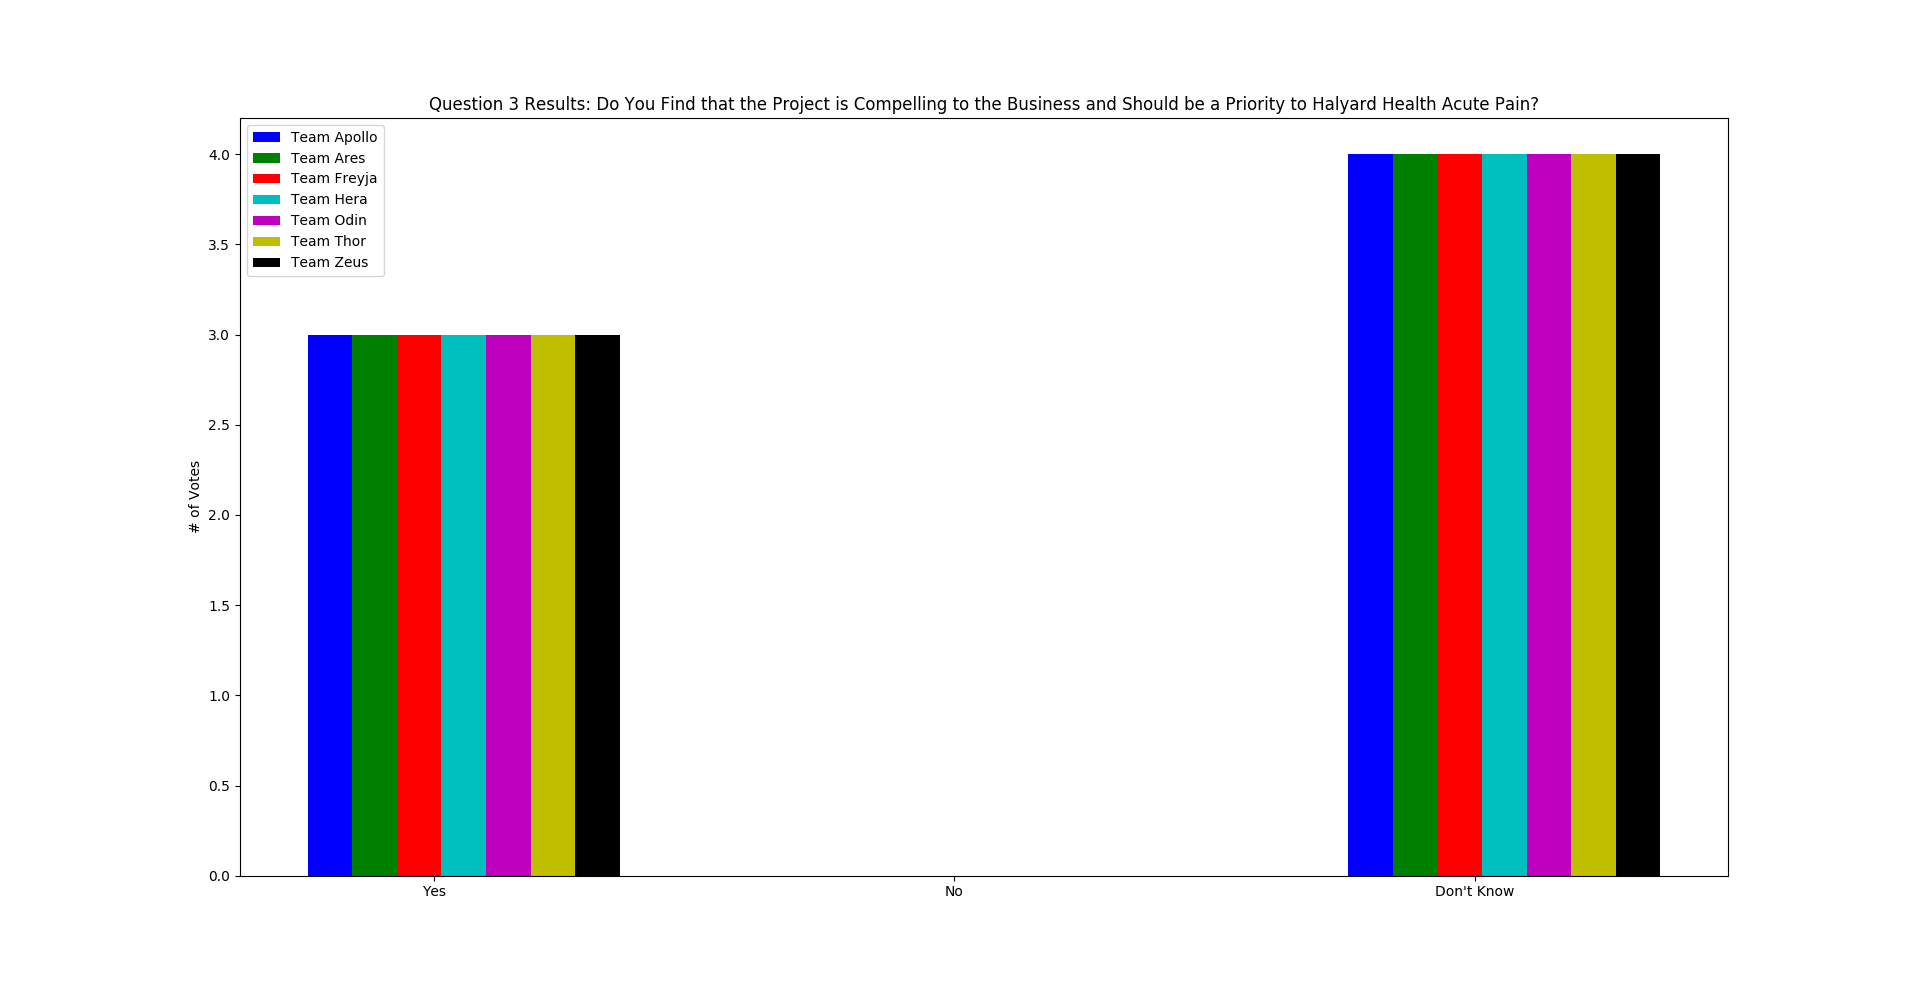 Question 3 Results: Do You Find that the Project is Compelling to the Business and Should be a Priority to Halyard Health Acute Pain?
Team Apollo
Team Ares
Team Freyja
Team Hera
Team Odin
Team Thor
Team Zeus
# of Votes
4.0
3.5
3.0
2.5
2.0
1.5
1.0
0.5
0.0
Yes No Don't Know